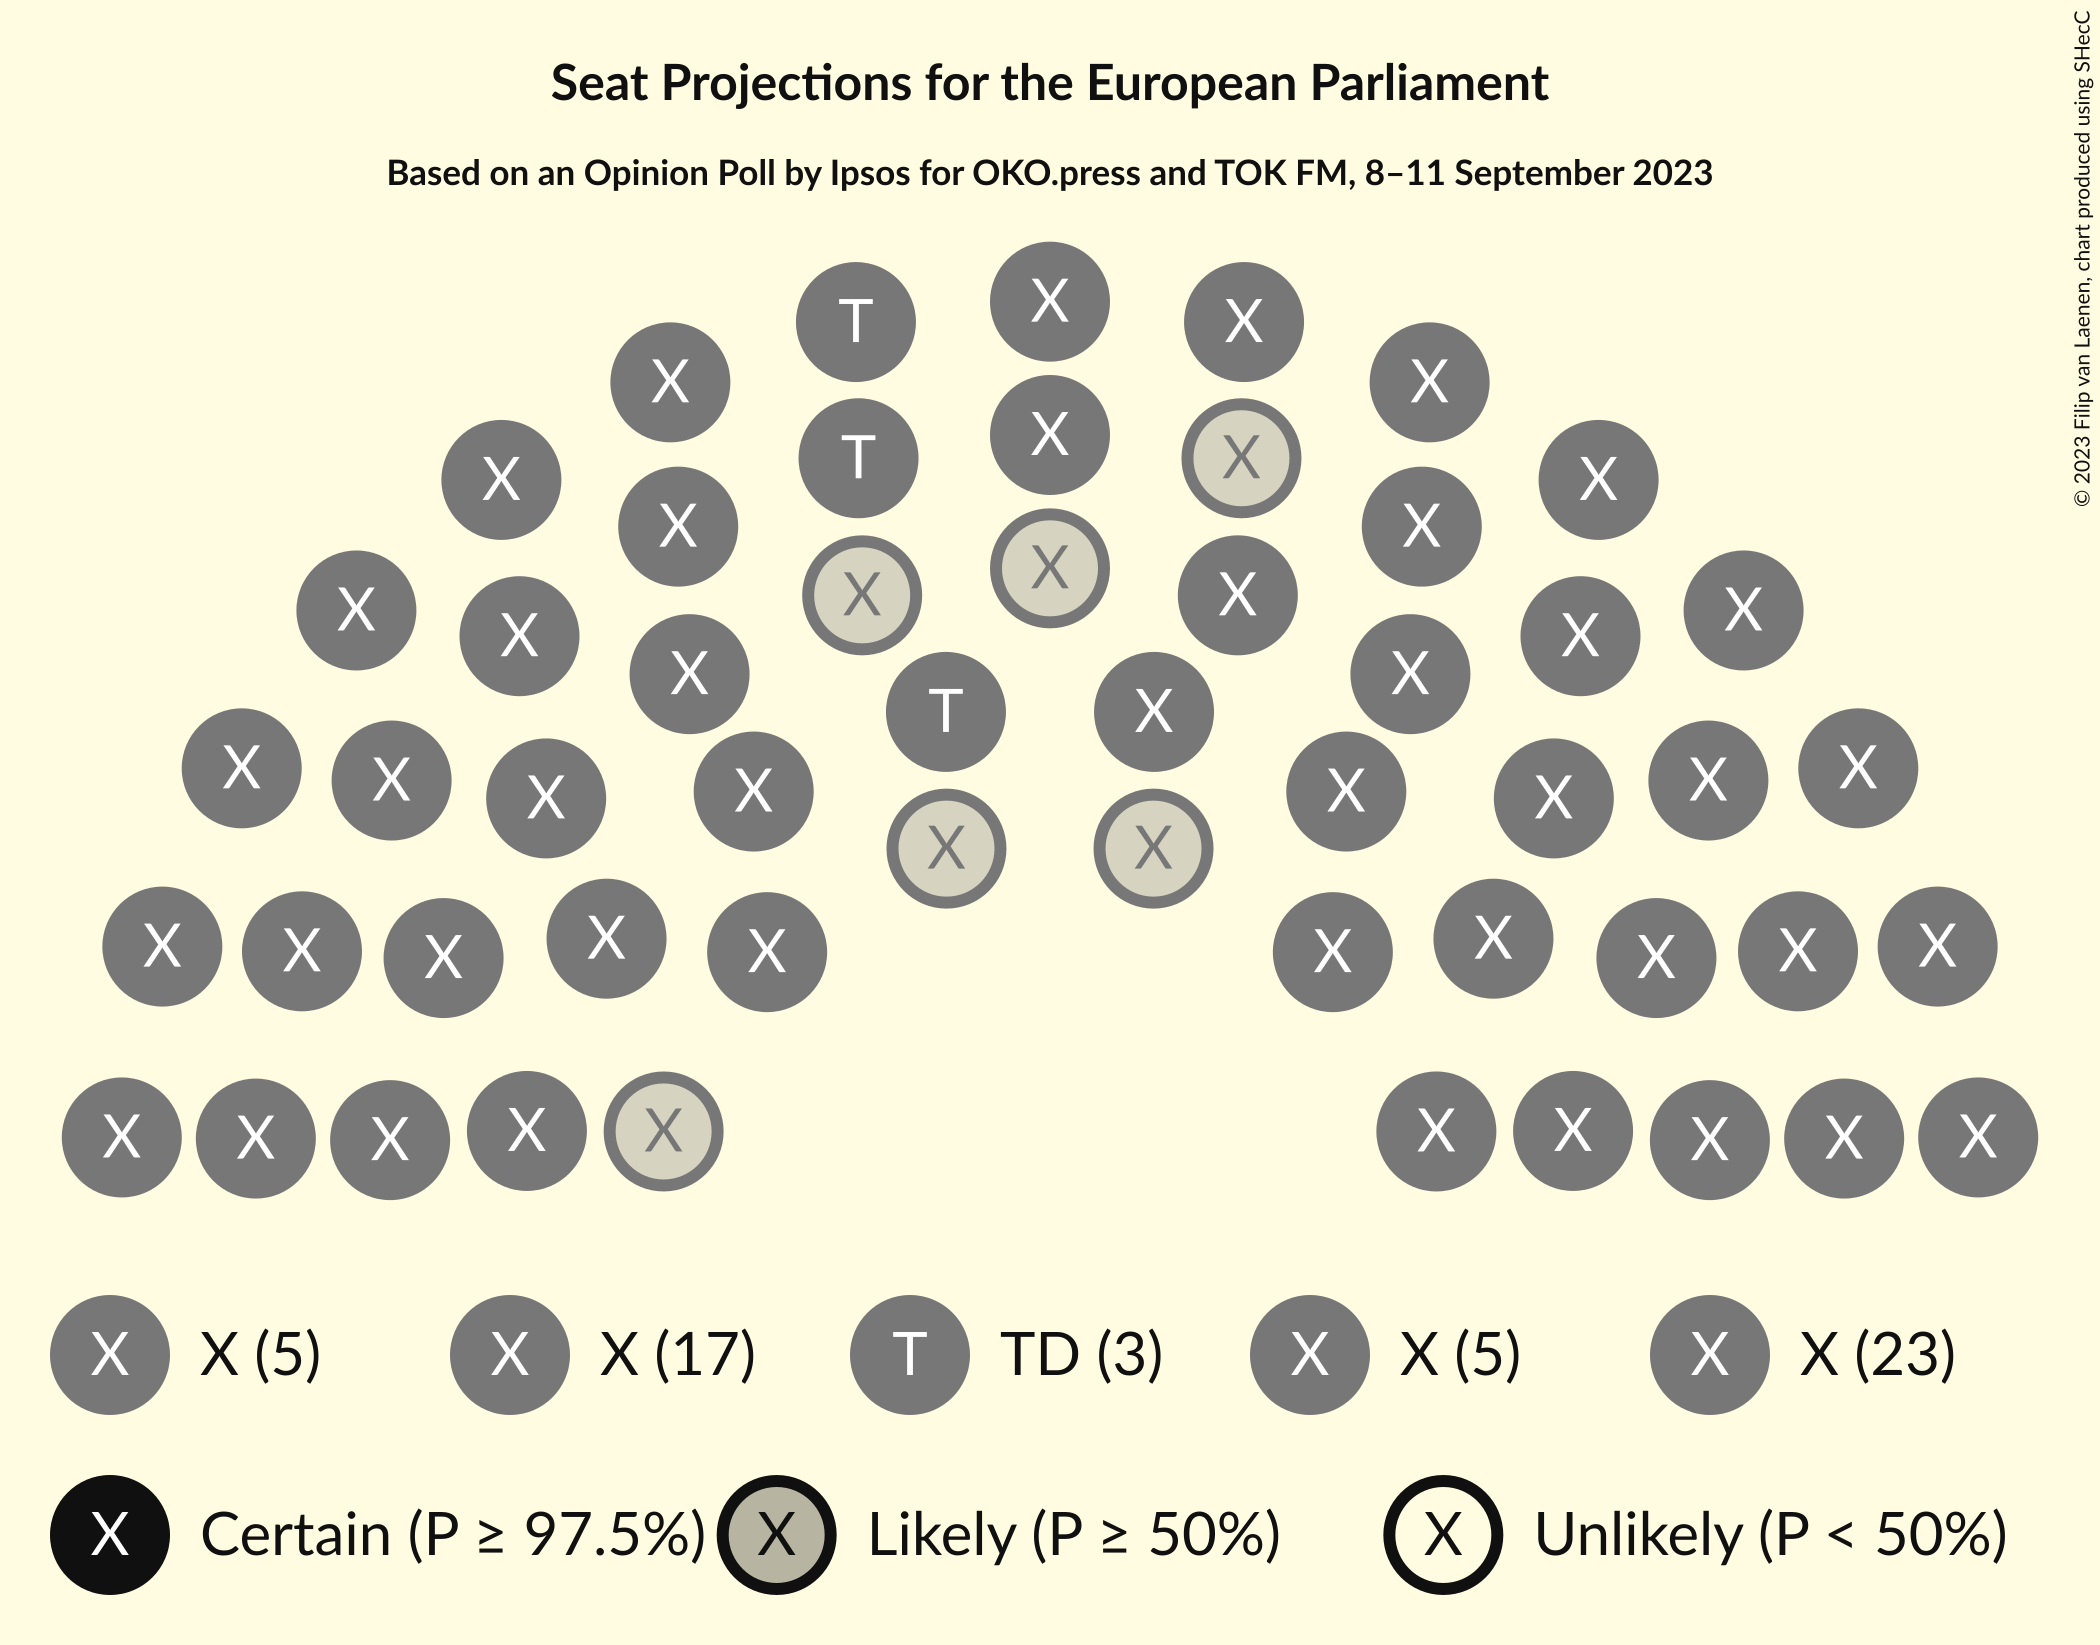 Seat Projections for the European Parliament
Based on an Opinion Poll by Ipsos for OKO.press and TOK FM, 8–11 September 2023
© 2023 Filip van Laenen, chart produced using SHecC
X
T X X
X X
X T X X X
X X X
X X X
X X X X
X X
T X
X X X X
X X X X
X X
X X X X
X X X X
X X
X X X X X
X X X X X
X X (5) X X (17) T TD (3) X X (5) X X (23)
X Certain (P ≥ 97.5%) X Likely (P ≥ 50%) X Unlikely (P < 50%)